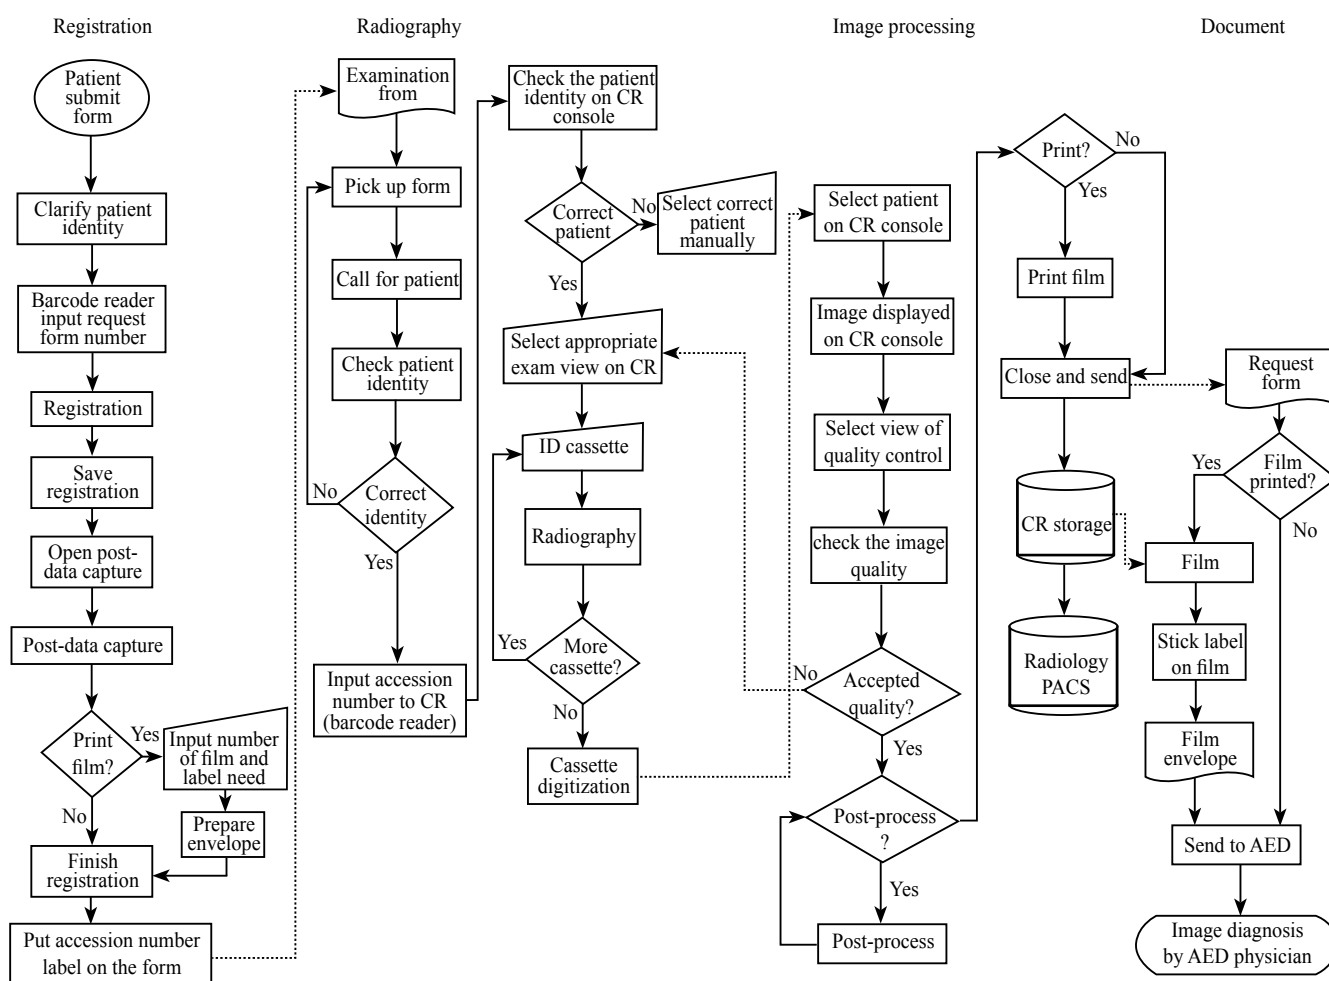 Registration
Radiography
Image processing
Document
Patient
submit
form
Clarify patient
identity
Barcode reader
input request
form number
Registration
Save
registration
Open post-
data capture
Post-data capture
Print
film?
Yes
No
Input number
of film and
label need
Prepare
envelope
Finish
registration
Put accession number
label on the form
Examination
from
Pick up form
Call for patient
Check patient
identity
Correct
identity
No
Yes
Input accession
number to CR
(barcode reader)
Check the patient
identity on CR
console
Correct
patient
No
Yes
Select correct
patient
manually
Select appropriate
exam view on CR
ID cassette
Radiography
More
cassette?
Yes
No
Cassette
digitization
Select patient
on CR console
Image displayed
on CR console
Select view of
quality control
check the image
quality
Accepted
quality?
No
Yes
Post-process
?
Yes
Post-process
Print?
No
Yes
Print film
Close and send
CR storage
Radiology
PACS
Request
form
Film
printed?
Yes
No
Film
Stick label
on film
Film
envelope
Send to AED
Image diagnosis
by AED physician